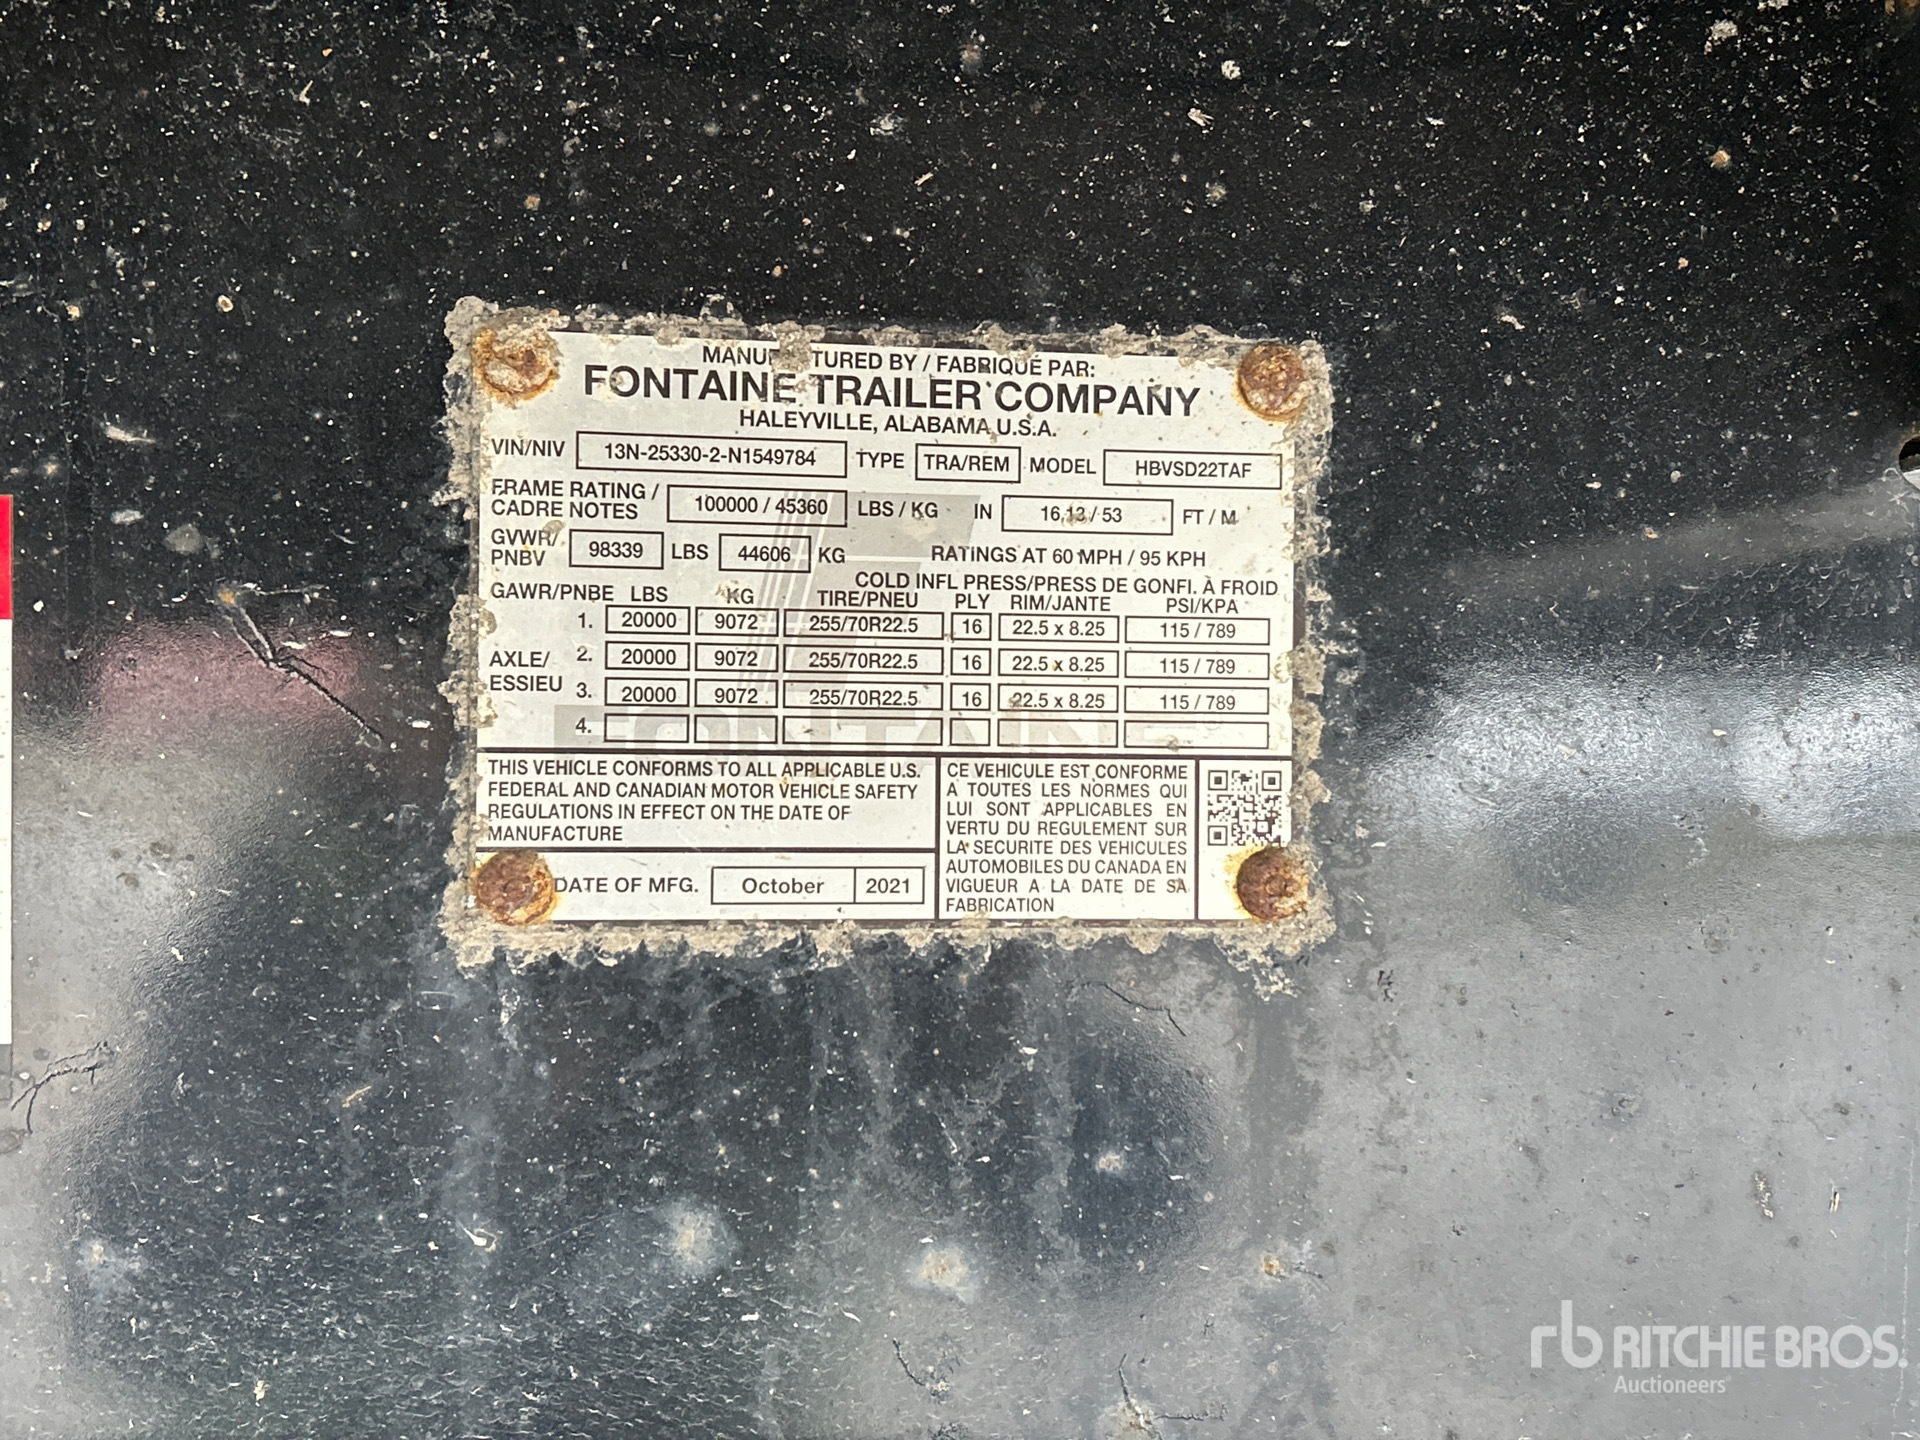 MANUF TURED BY / FABRIQUÉ PAR:
FONTAINE TRAILER COMPANY
HALEYVILLE, ALABAMA U.S.A.
VIN/NIV 13N-25330-2-N1549784 TYPE TRA/REM MODEL HBVSD22TAF
FRAME RATING / CADRE NOTES 100000 / 45360 LBS / KG IN 16.13 / 53 FT / M
GVWR/ PNBV 98339 LBS 44606 KG RATINGS AT 60 MPH / 95 KPH
COLD INFL PRESS/PRESS DE GONFI. À FROID
GAWR/PNBE LBS KG TIRE/PNEU PLY RIM/JANTE PSI/KPA
1. 20000 9072 255/70R22.5 16 22.5 x 8.25 115 / 789
AXLE/ ESSIEU 2. 20000 9072 255/70R22.5 16 22.5 x 8.25 115 / 789
3. 20000 9072 255/70R22.5 16 22.5 x 8.25 115 / 789
4.
FONTAINE
THIS VEHICLE CONFORMS TO ALL APPLICABLE U.S.
FEDERAL AND CANADIAN MOTOR VEHICLE SAFETY
REGULATIONS IN EFFECT ON THE DATE OF
MANUFACTURE
DATE OF MFG. October 2021
CE VEHICULE EST CONFORME
A TOUTES LES NORMES QUI
LUI SONT APPLICABLES EN
VERTU DU REGULEMENT SUR
LA SECURITE DES VEHICULES
AUTOMOBILES DU CANADA EN
VIGUEUR A LA DATE DE SA
FABRICATION
rb RITCHIE BROS.
Auctioneers